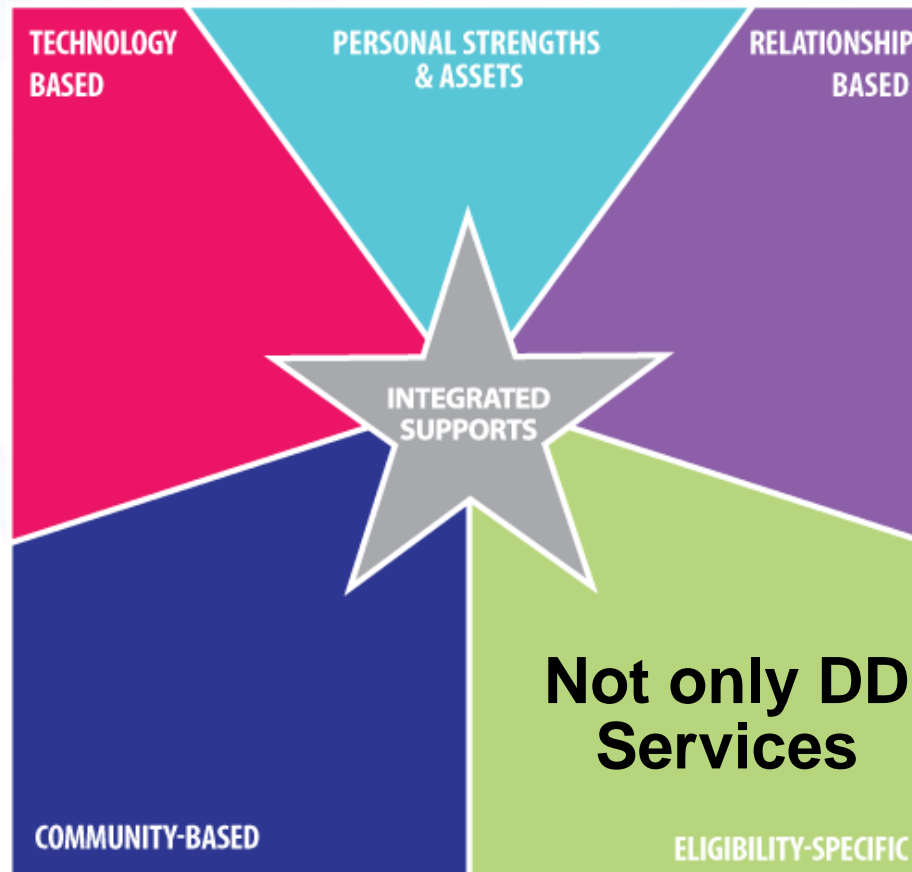 TECHNOLOGY
BASED
PERSONAL STRENGTHS
& ASSETS
RELATIONSHIP
BASED
INTEGRATED
SUPPORTS
Not only DD
Services
COMMUNITY-BASED
ELIGIBILITY-SPECIFIC